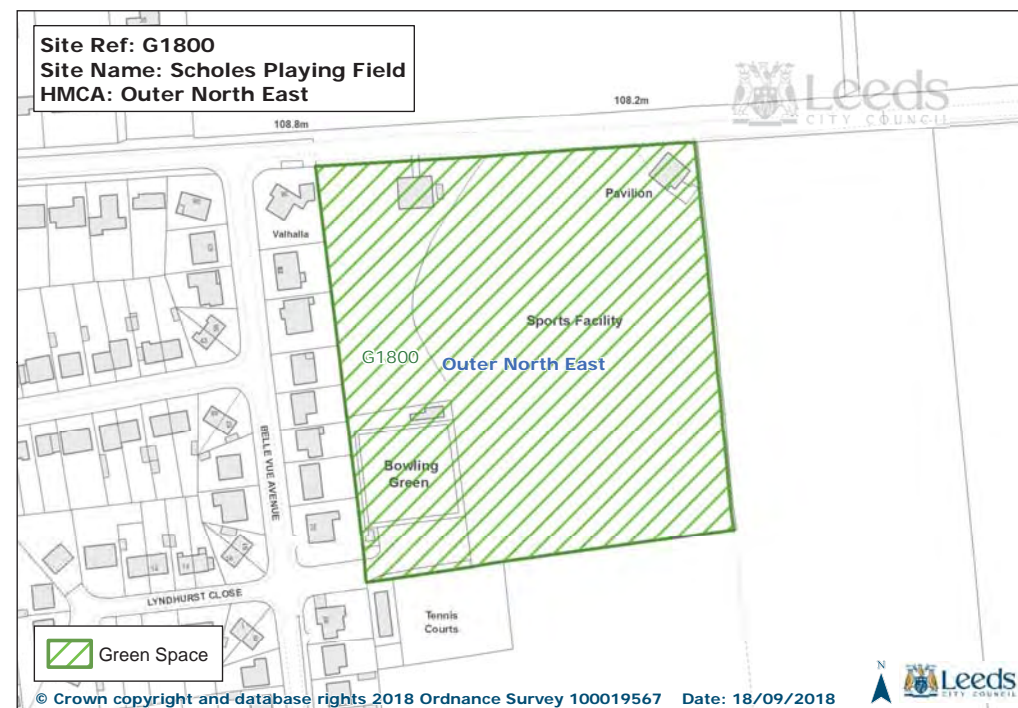 Site Ref: G1800
Site Name: Scholes Playing Field
HMCA: Outer North East
Leeds
CITY COUNCIL
108.2m
108.8m
Pavilion
Valhalla
Sports Facility
G1800
Outer North East
BELLE VUE AVENUE
Bowling
Green
LYNDHURST CLOSE
Tennis
Courts
Green Space
N
Leeds
CITY COUNCIL
© Crown copyright and database rights 2018 Ordnance Survey 100019567 Date: 18/09/2018